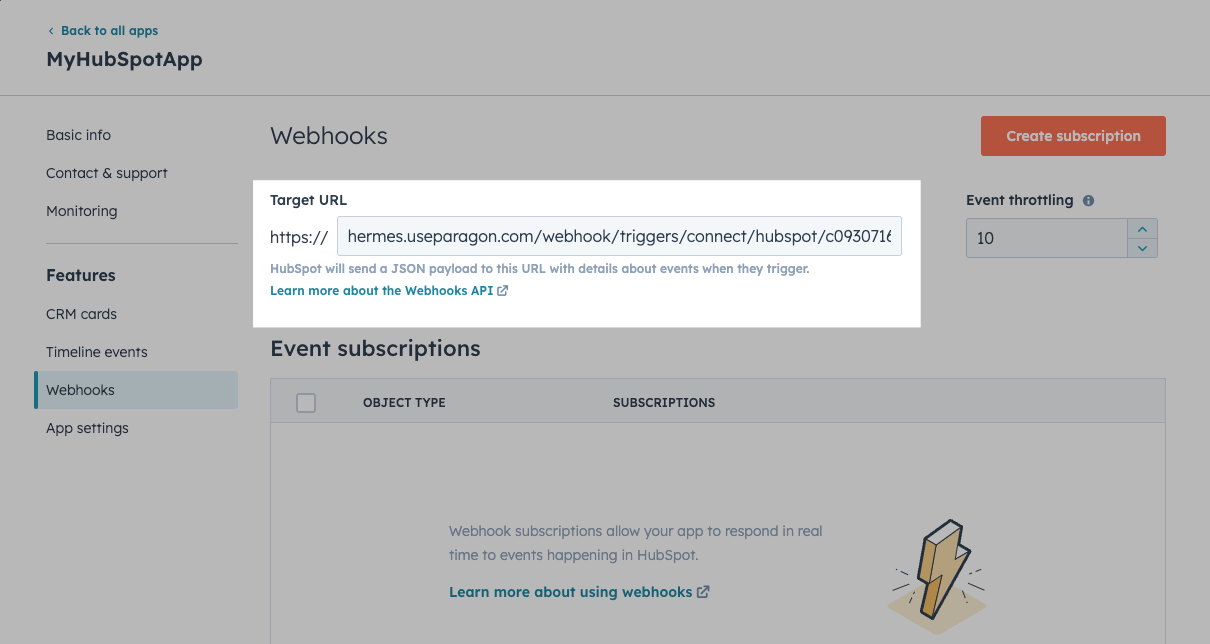 Back to all apps
MyHubSpotApp
Basic info
Contact & support
Monitoring
Features
CRM cards
Timeline events
Webhooks
App settings
Webhooks
Create subscription
Target URL
https:// hermes.useparagon.com/webhook/triggers/connect/hubspot/c0930716
HubSpot will send a JSON payload to this URL with details about events when they trigger.
Learn more about the Webhooks API
Event throttling
10
Event subscriptions
OBJECT TYPE SUBSCRIPTIONS
Webhook subscriptions allow your app to respond in real
time to events happening in HubSpot.
Learn more about using webhooks